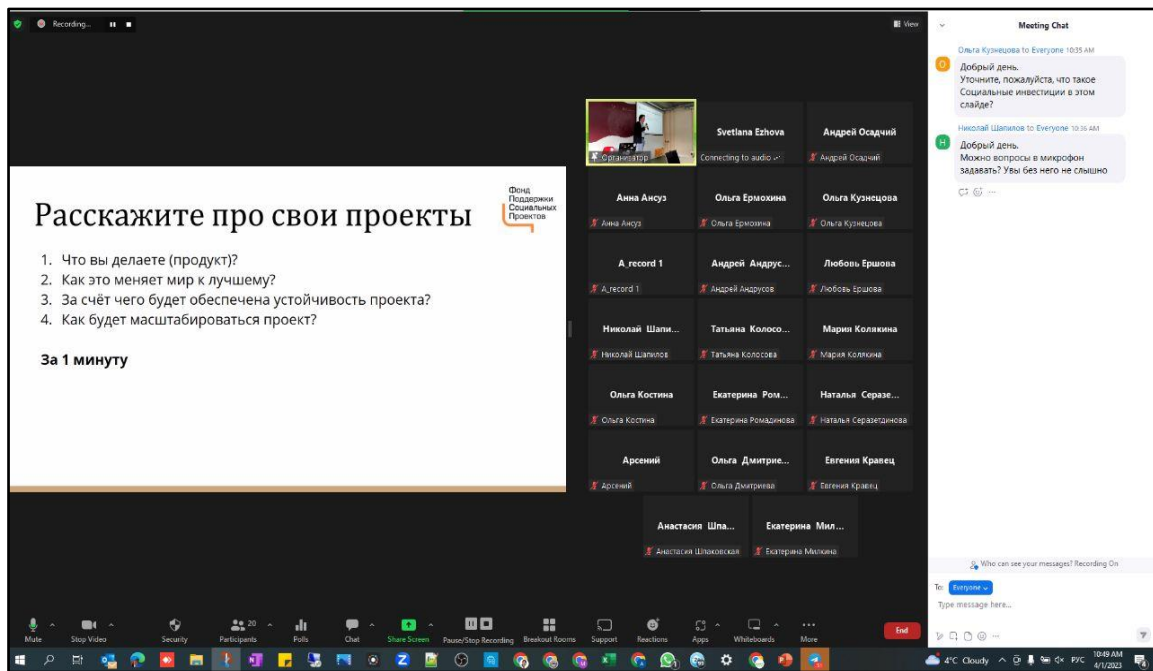 Recording...
View
Расскажите про свои проекты
Фонд
Поддержки
Социальных
Проектов
1. Что вы делаете (продукт)?
2. Как это меняет мир к лучшему?
3. За счёт чего будет обеспечена устойчивость проекта?
4. Как будет масштабироваться проект?
За 1 минуту
Организатор
Svetlana Ezhova
Connecting to audio
Андрей Осадчий
Андрей Осадчий
Анна Ансуз
Анна Ансуз
Ольга Ермохина
Ольга Ермохина
Ольга Кузнецова
Ольга Кузнецова
A_record 1
A_record 1
Андрей Андрус...
Андрей Андрусов
Любовь Ершова
Любовь Ершова
Николай Шапи...
Николай Шапилов
Татьяна Колосо...
Татьяна Колосова
Мария Колякина
Мария Колякина
Ольга Костина
Ольга Костина
Екатерина Ром...
Екатерина Ромадинова
Наталья Серазе...
Наталья Серазетдинова
Арсений
Арсений
Ольга Дмитрие...
Ольга Дмитриева
Евгения Кравец
Евгения Кравец
Анастасия Шпа...
Анастасия Шпаковская
Екатерина Мил...
Екатерина Милкина
Meeting Chat
Ольга Кузнецова to Everyone 10:35 AM
О
Добрый день.
Уточните, пожалуйста, что такое
Социальные инвестиции в этом
слайде?
Николай Шапилов to Everyone 10:36 AM
Н
Добрый день.
Можно вопросы в микрофон
задавать? Увы без него не слышно
Who can see your messages? Recording On
To: Everyone
Type message here...
Mute
Stop Video
Security
Participants
20
Polls
Chat
Share Screen
Pause/Stop Recording
Breakout Rooms
Support
Reactions
Apps
Whiteboards
More
End
4°C Cloudy
РУС
10:49 AM
4/1/2023